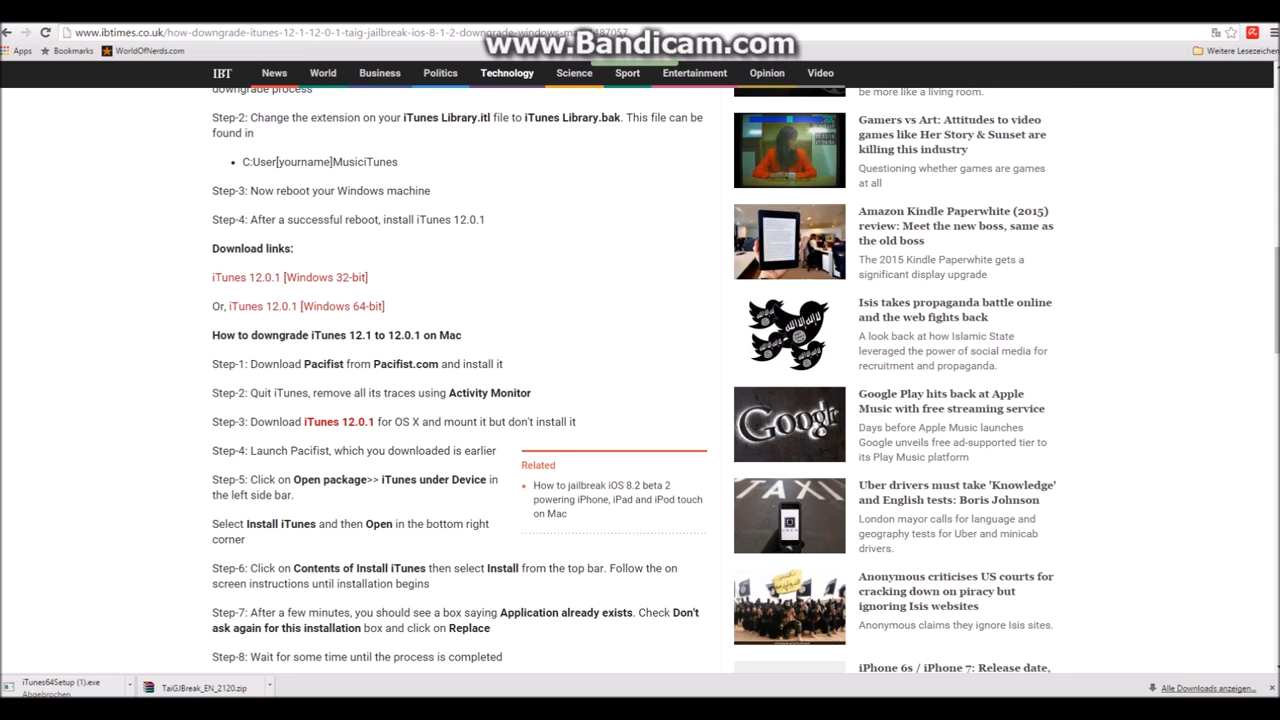 www.ibtimes.co.uk/how-downgrade-itunes-12-1-12-0-1-taig-jailbreak-ios-8-1-2-downgrade-windows-
www.Bandicam.com
Apps
Bookmarks
WorldOfNerds.com
Weitere Lesezeichen
IBT News World Business Politics Technology Science Sport Entertainment Opinion Video
downgrade process
Step-2: Change the extension on your iTunes Library.itl file to iTunes Library.bak. This file can be
found in
• C:User[yourname]MusiciTunes
Step-3: Now reboot your Windows machine
Step-4: After a successful reboot, install iTunes 12.0.1
Download links:
iTunes 12.0.1 [Windows 32-bit]
Or, iTunes 12.0.1 [Windows 64-bit]
How to downgrade iTunes 12.1 to 12.0.1 on Mac
Step-1: Download Pacifist from Pacifist.com and install it
Step-2: Quit iTunes, remove all its traces using Activity Monitor
Step-3: Download iTunes 12.0.1 for OS X and mount it but don't install it
Step-4: Launch Pacifist, which you downloaded is earlier
Step-5: Click on Open package>> iTunes under Device in
the left side bar.
Select Install iTunes and then Open in the bottom right
corner
Related
• How to jailbreak iOS 8.2 beta 2
powering iPhone, iPad and iPod touch
on Mac
Step-6: Click on Contents of Install iTunes then select Install from the top bar. Follow the on
screen instructions until installation begins
Step-7: After a few minutes, you should see a box saying Application already exists. Check Don't
ask again for this installation box and click on Replace
Step-8: Wait for some time until the process is completed
be more like a living room.
Gamers vs Art: Attitudes to video
games like Her Story & Sunset are
killing this industry
Questioning whether games are games
at all
Amazon Kindle Paperwhite (2015)
review: Meet the new boss, same as
the old boss
The 2015 Kindle Paperwhite gets a
significant display upgrade
Isis takes propaganda battle online
and the web fights back
A look back at how Islamic State
leveraged the power of social media for
recruitment and propaganda.
Google
Google Play hits back at Apple
Music with free streaming service
Days before Apple Music launches
Google unveils free ad-supported tier to
its Play Music platform
TAXI
Uber drivers must take 'Knowledge'
and English tests: Boris Johnson
London mayor calls for language and
geography tests for Uber and minicab
drivers.
Anonymous criticises US courts for
cracking down on piracy but
ignoring Isis websites
Anonymous claims they ignore Isis sites.
iPhone 6s / iPhone 7: Release date,
iTunes64Setup (1).exe
Abgebrochen
TaiGJBreak_EN_2120.zip
Alle Downloads anzeigen...